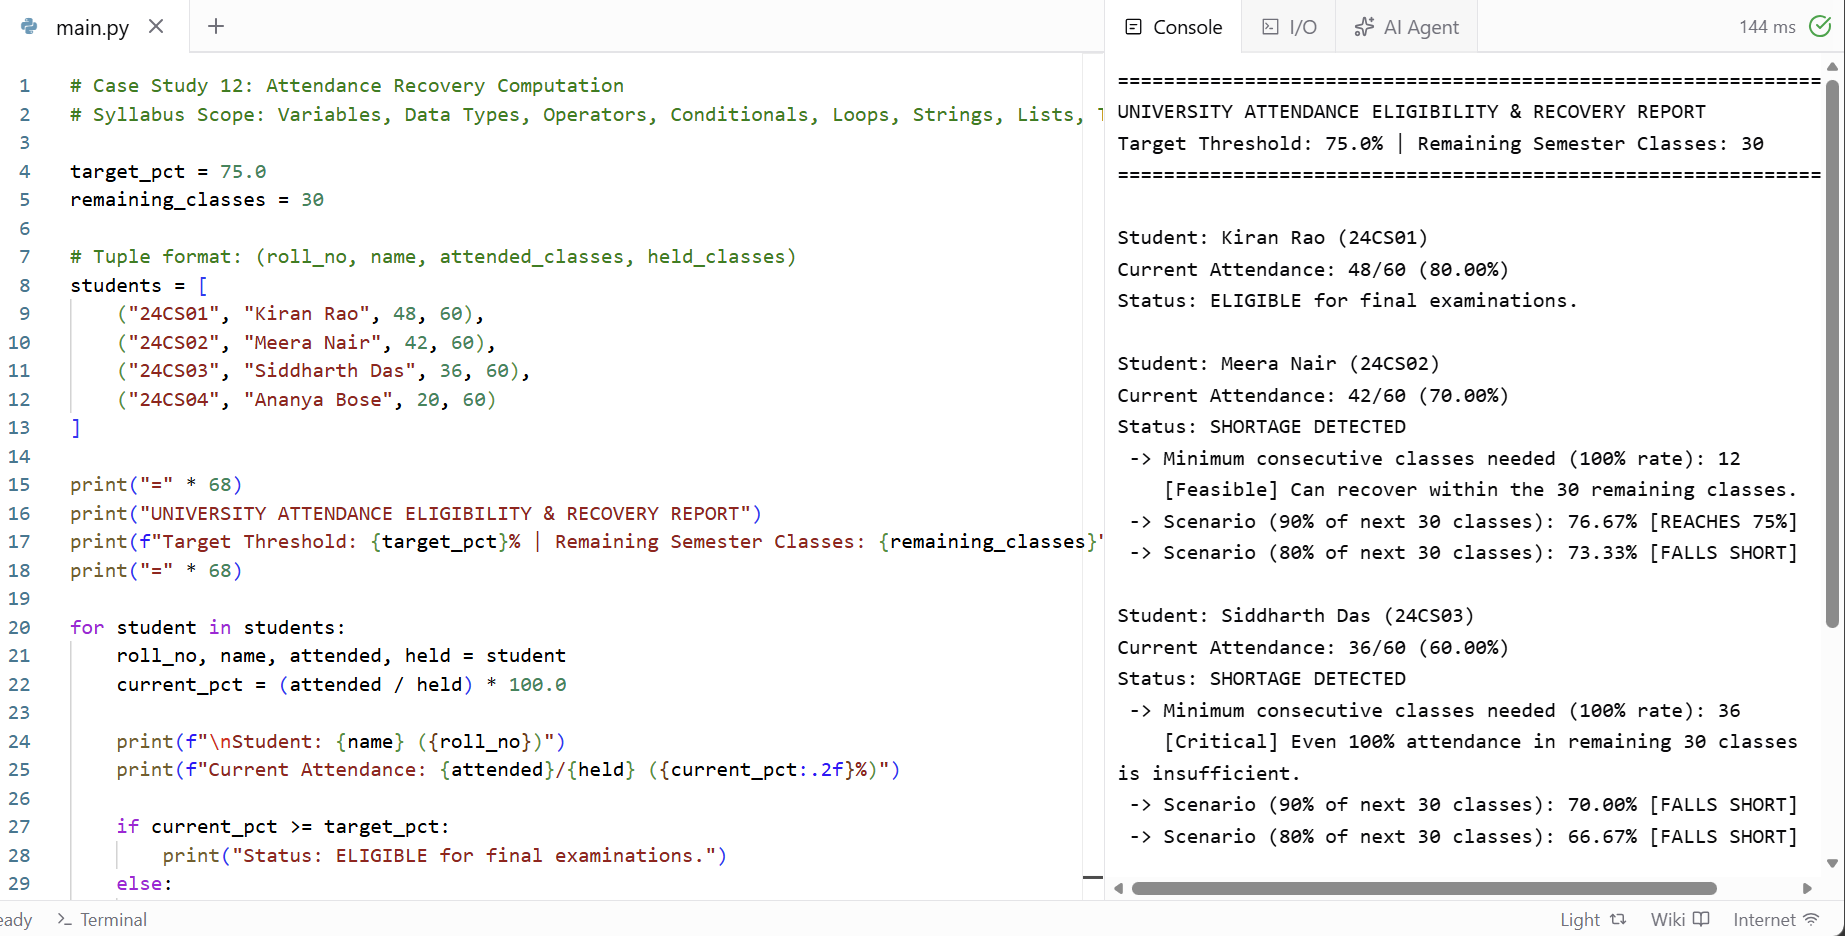 main.py
Console
I/O
AI Agent
144 ms
1 # Case Study 12: Attendance Recovery Computation
2 # Syllabus Scope: Variables, Data Types, Operators, Conditionals, Loops, Strings, Lists,
3
4 target_pct = 75.0
5 remaining_classes = 30
6
7 # Tuple format: (roll_no, name, attended_classes, held_classes)
8 students = [
9 ("24CS01", "Kiran Rao", 48, 60),
10 ("24CS02", "Meera Nair", 42, 60),
11 ("24CS03", "Siddharth Das", 36, 60),
12 ("24CS04", "Ananya Bose", 20, 60)
13 ]
14
15 print("=" * 68)
16 print("UNIVERSITY ATTENDANCE ELIGIBILITY & RECOVERY REPORT")
17 print(f"Target Threshold: {target_pct}% | Remaining Semester Classes: {remaining_classes}"
18 print("=" * 68)
19
20 for student in students:
21 roll_no, name, attended, held = student
22 current_pct = (attended / held) * 100.0
23
24 print(f"\nStudent: {name} ({roll_no})")
25 print(f"Current Attendance: {attended}/{held} ({current_pct:.2f}%)")
26
27 if current_pct >= target_pct:
28 print("Status: ELIGIBLE for final examinations.")
29 else:
=============================================================
UNIVERSITY ATTENDANCE ELIGIBILITY & RECOVERY REPORT
Target Threshold: 75.0% | Remaining Semester Classes: 30
=============================================================
Student: Kiran Rao (24CS01)
Current Attendance: 48/60 (80.00%)
Status: ELIGIBLE for final examinations.
Student: Meera Nair (24CS02)
Current Attendance: 42/60 (70.00%)
Status: SHORTAGE DETECTED
-> Minimum consecutive classes needed (100% rate): 12
[Feasible] Can recover within the 30 remaining classes.
-> Scenario (90% of next 30 classes): 76.67% [REACHES 75%]
-> Scenario (80% of next 30 classes): 73.33% [FALLS SHORT]
Student: Siddharth Das (24CS03)
Current Attendance: 36/60 (60.00%)
Status: SHORTAGE DETECTED
-> Minimum consecutive classes needed (100% rate): 36
[Critical] Even 100% attendance in remaining 30 classes
is insufficient.
-> Scenario (90% of next 30 classes): 70.00% [FALLS SHORT]
-> Scenario (80% of next 30 classes): 66.67% [FALLS SHORT]
eady
Terminal
Light
Wiki
Internet